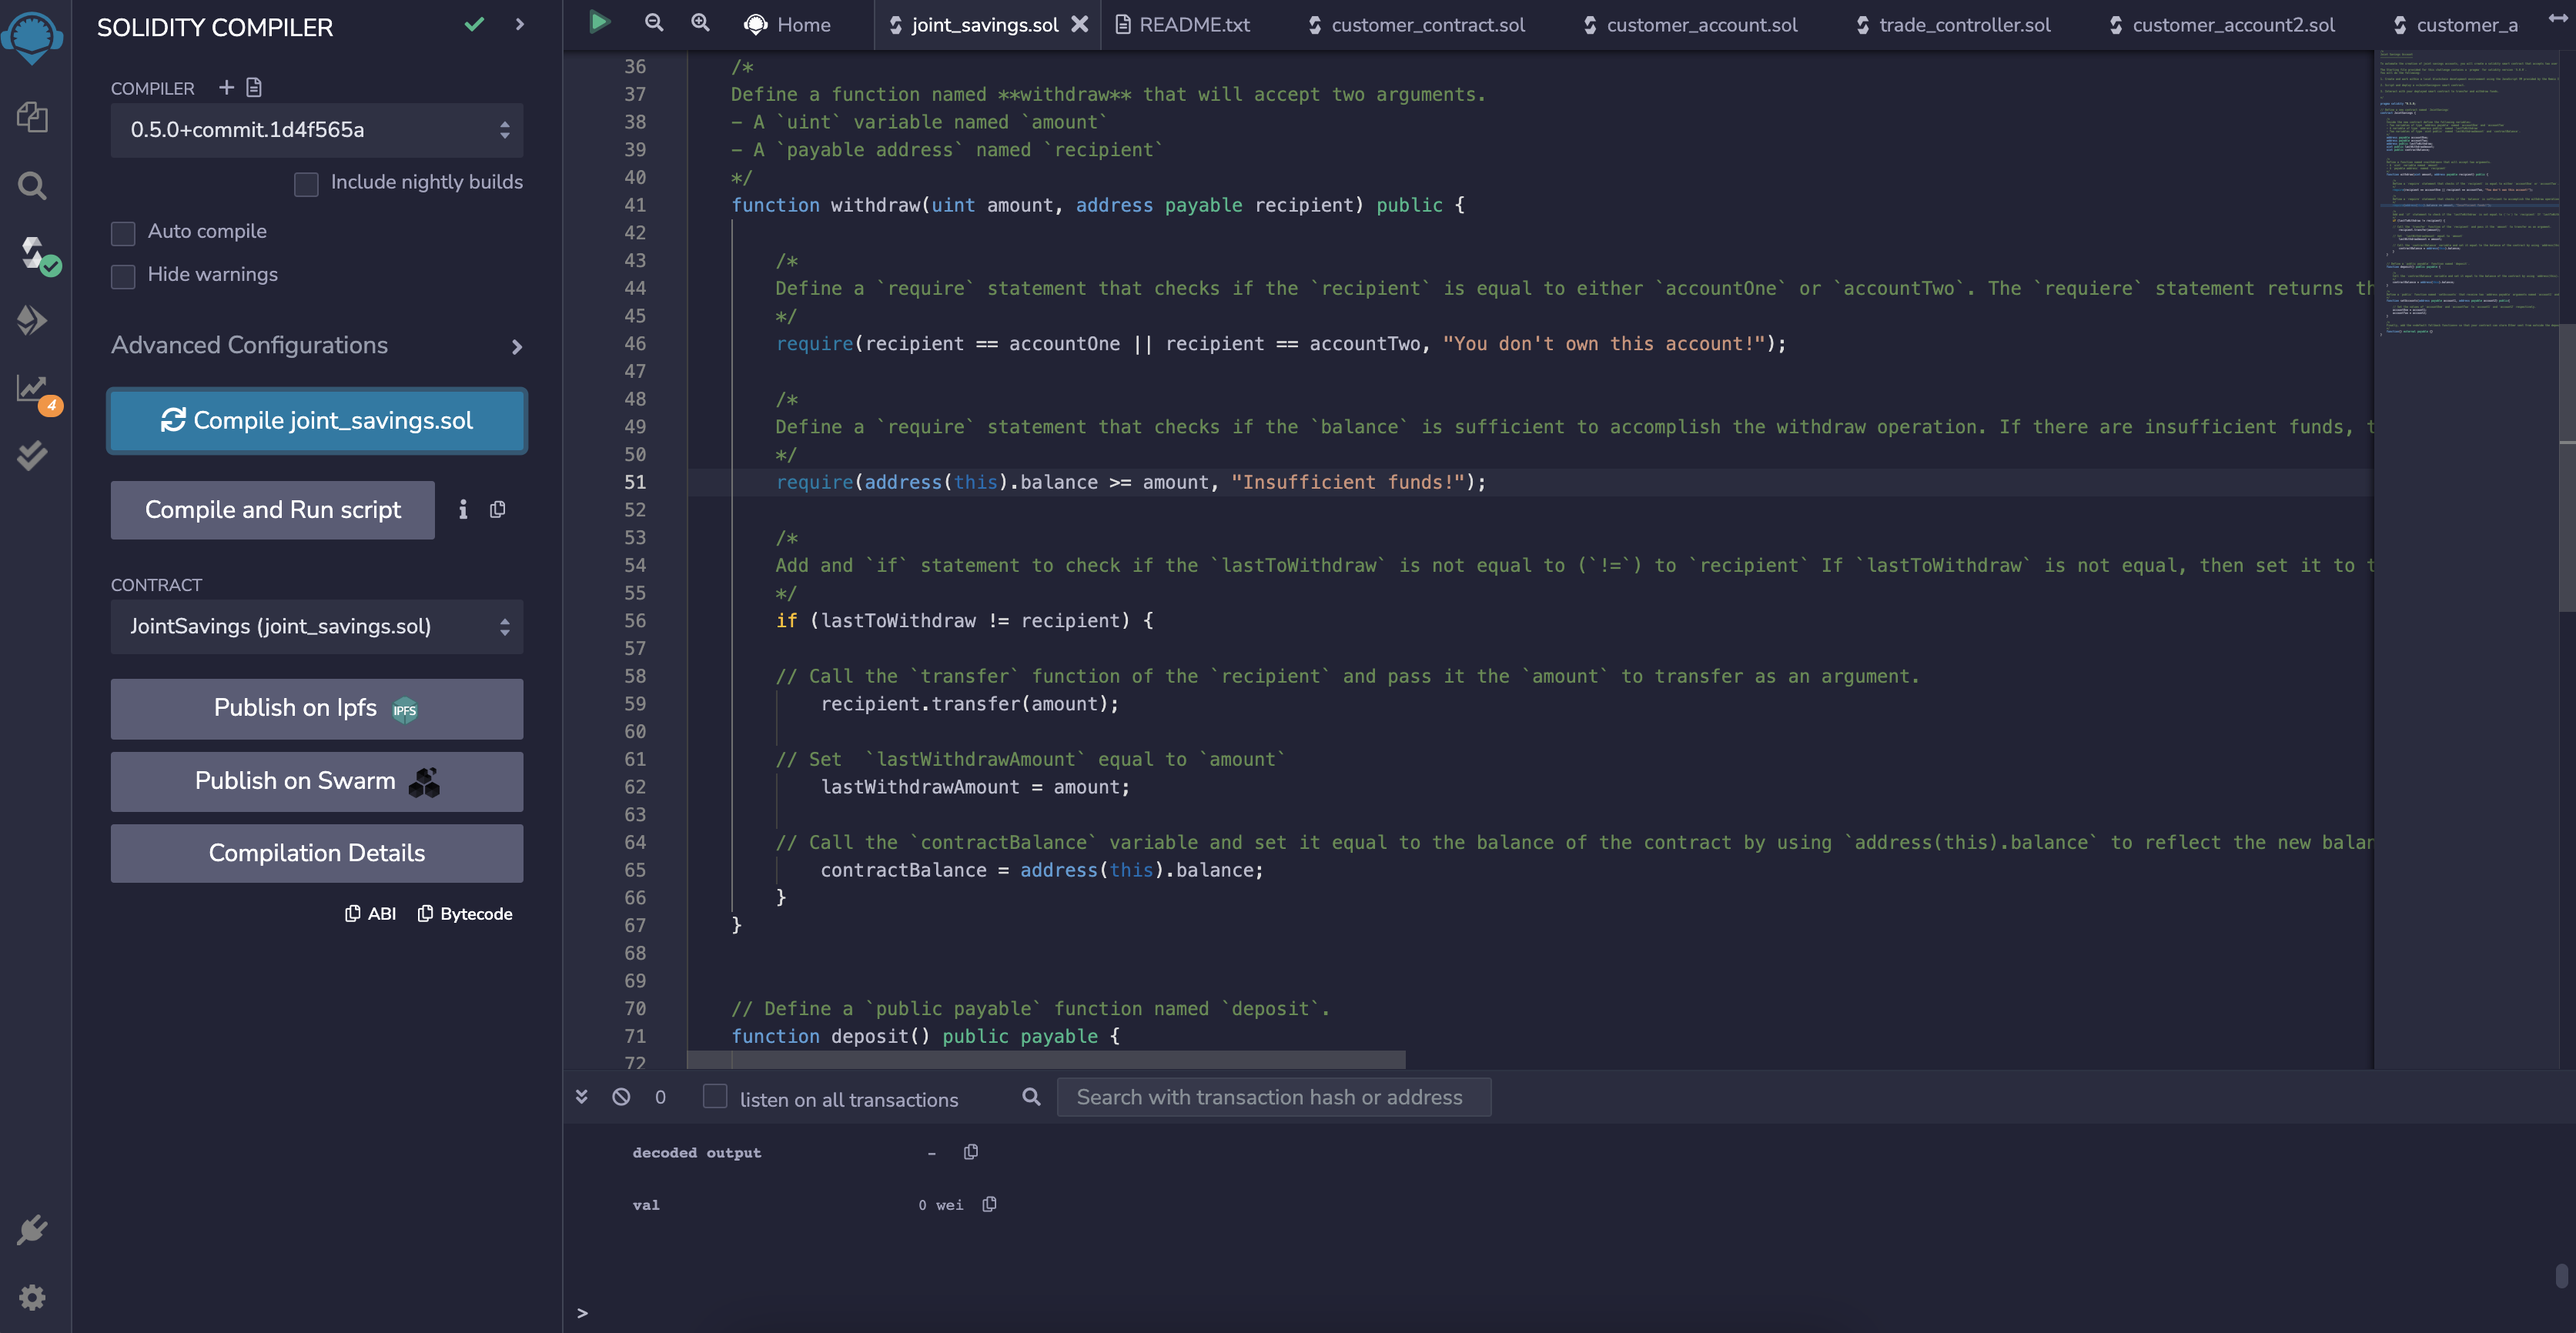 SOLIDITY COMPILER
COMPILER
0.5.0+commit.1d4f565a
Include nightly builds
Auto compile
Hide warnings
Advanced Configurations
4
Compile joint_savings.sol
Compile and Run script
CONTRACT
JointSavings (joint_savings.sol)
Publish on Ipfs IPFS
Publish on Swarm
Compilation Details
ABI Bytecode
Home joint_savings.sol README.txt customer_contract.sol customer_account.sol trade_controller.sol customer_account2.sol customer_a
36 /*
37 Define a function named **withdraw** that will accept two arguments.
38 - A `uint` variable named `amount`
39 - A `payable address` named `recipient`
40 */
41 function withdraw(uint amount, address payable recipient) public {
42
43 /*
44 Define a `require` statement that checks if the `recipient` is equal to either `accountOne` or `accountTwo`. The `requiere` statement returns th
45 */
46 require(recipient == accountOne || recipient == accountTwo, "You don't own this account!");
47
48 /*
49 Define a `require` statement that checks if the `balance` is sufficient to accomplish the withdraw operation. If there are insufficient funds, t
50 */
51 require(address(this).balance >= amount, "Insufficient funds!");
52
53 /*
54 Add and `if` statement to check if the `lastToWithdraw` is not equal to (`!=`) to `recipient` If `lastToWithdraw` is not equal, then set it to t
55 */
56 if (lastToWithdraw != recipient) {
57
58 // Call the `transfer` function of the `recipient` and pass it the `amount` to transfer as an argument.
59 recipient.transfer(amount);
60
61 // Set  `lastWithdrawAmount` equal to `amount`
62 lastWithdrawAmount = amount;
63
64 // Call the `contractBalance` variable and set it equal to the balance of the contract by using `address(this).balance` to reflect the new balan
65 contractBalance = address(this).balance;
66 }
67 }
68
69
70 // Define a `public payable` function named `deposit`.
71 function deposit() public payable {
72
0 listen on all transactions Search with transaction hash or address
decoded output -
val 0 wei
>